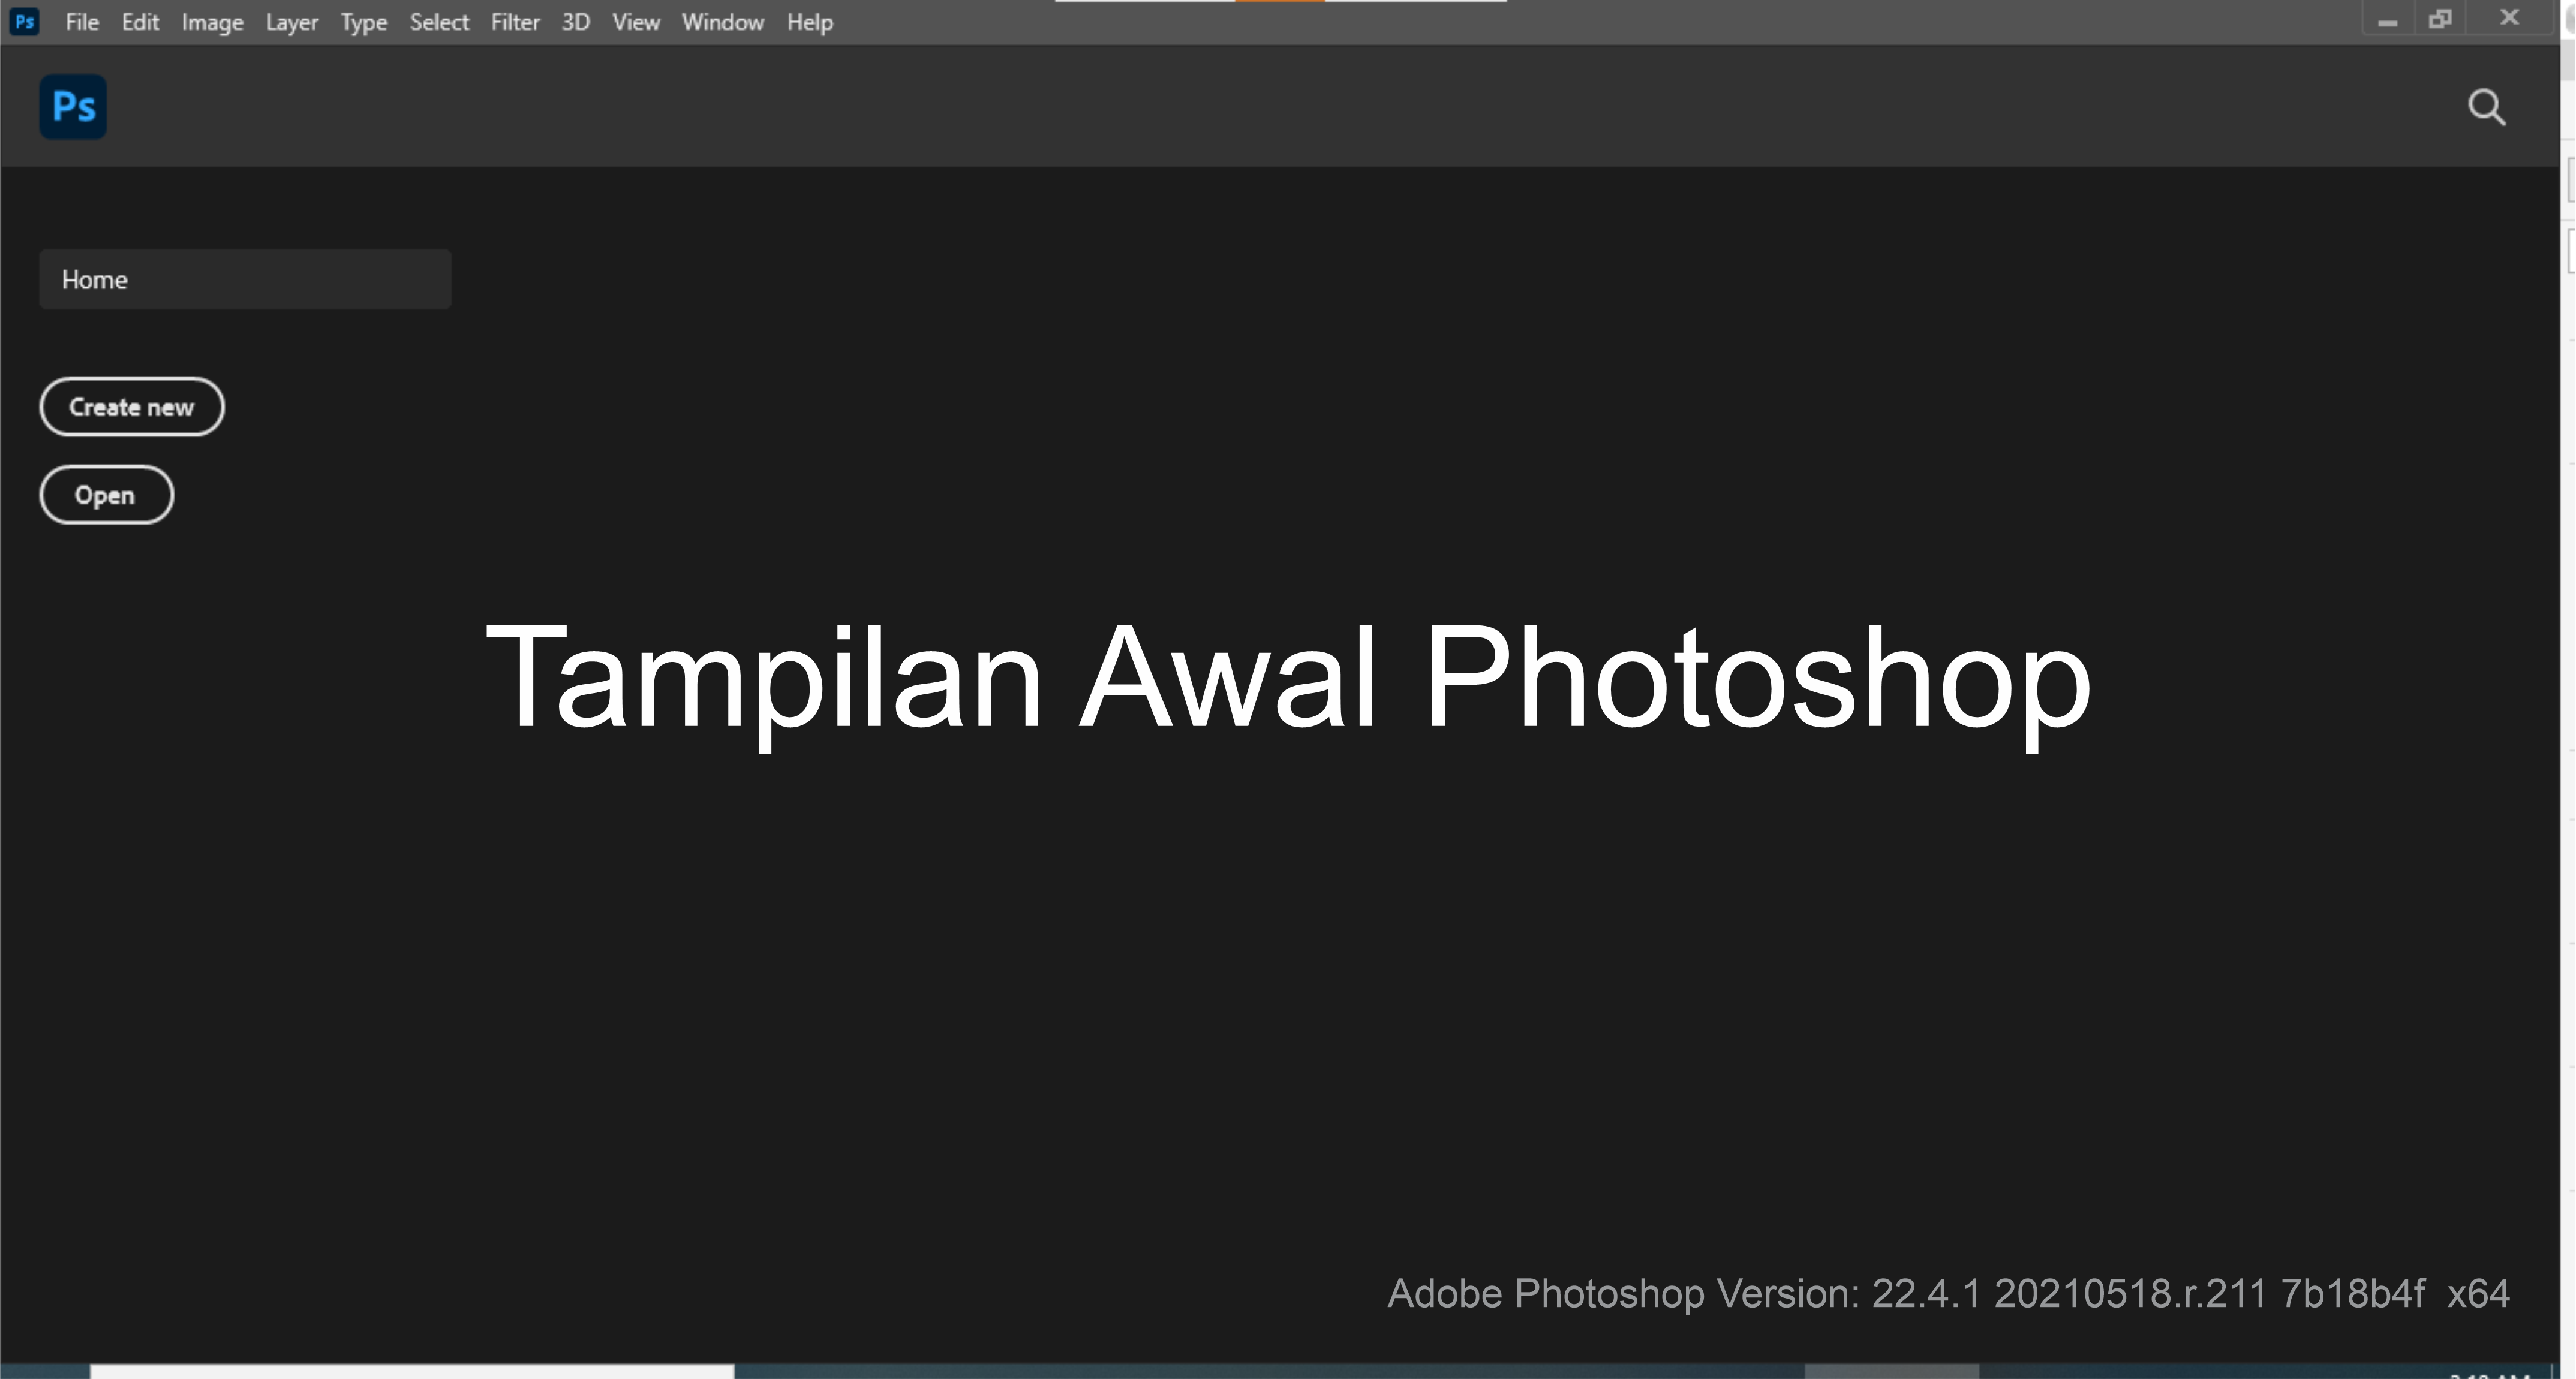 Ps File Edit Image Layer Type Select Filter 3D View Window Help
Ps
Home
Create new
Open
Tampilan Awal Photoshop
Adobe Photoshop Version: 22.4.1 20210518.r.211 7b18b4f x64